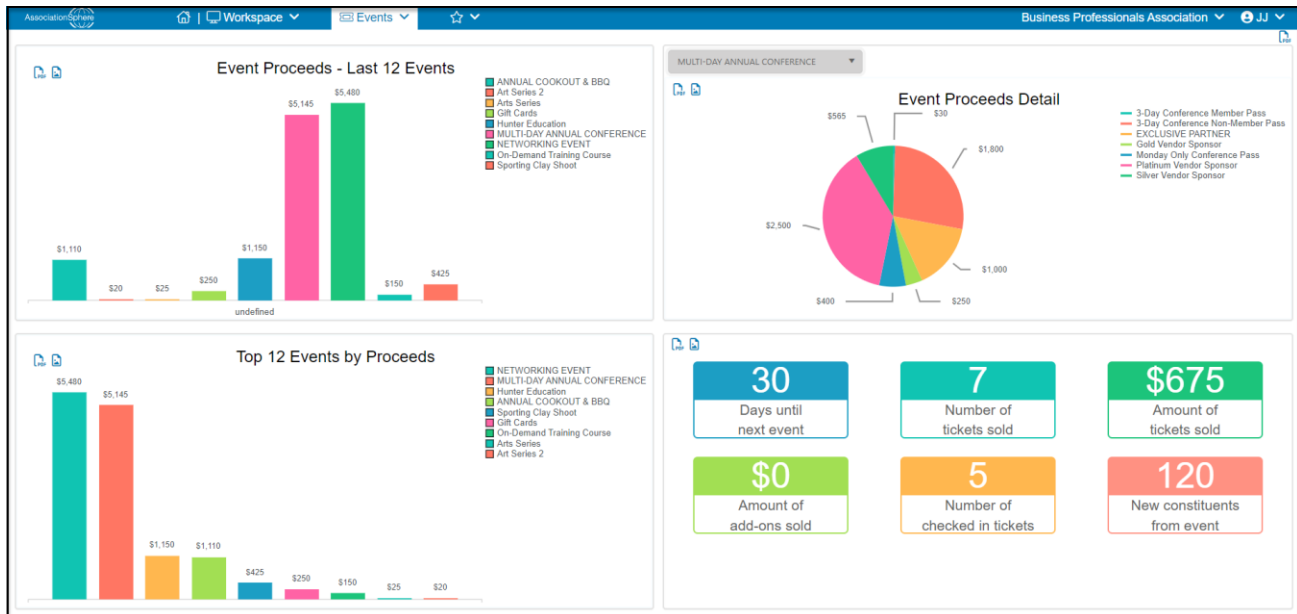 AssociationSphere
Workspace
Events
Business Professionals Association
JJ
PDF
PDF
Event Proceeds - Last 12 Events
$1,110
$20
$25
$250
$1,150
$5,145
$5,480
$150
$425
undefined
ANNUAL COOKOUT & BBQ
Art Series 2
Arts Series
Gift Cards
Hunter Education
MULTI-DAY ANNUAL CONFERENCE
NETWORKING EVENT
On-Demand Training Course
Sporting Clay Shoot
MULTI-DAY ANNUAL CONFERENCE
PDF
Event Proceeds Detail
$30
$565
$1,800
$2,500
$1,000
$400
$250
3-Day Conference Member Pass
3-Day Conference Non-Member Pass
EXCLUSIVE PARTNER
Gold Vendor Sponsor
Monday Only Conference Pass
Platinum Vendor Sponsor
Silver Vendor Sponsor
PDF
Top 12 Events by Proceeds
$5,480
$5,145
$1,150
$1,110
$425
$250
$150
$25
$20
NETWORKING EVENT
MULTI-DAY ANNUAL CONFERENCE
Hunter Education
ANNUAL COOKOUT & BBQ
Sporting Clay Shoot
Gift Cards
On-Demand Training Course
Arts Series
Art Series 2
PDF
30
Days until
next event
7
Number of
tickets sold
$675
Amount of
tickets sold
$0
Amount of
add-ons sold
5
Number of
checked in tickets
120
New constituents
from event